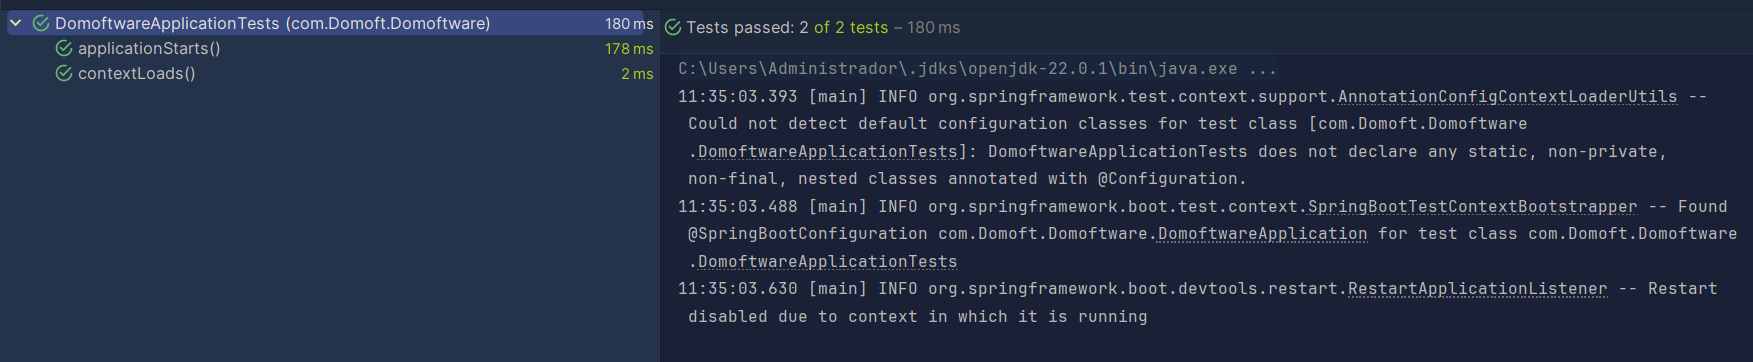 DomoftwareApplicationTests (com.Domoft.Domoftware) 180 ms
applicationStarts() 178 ms
contextLoads() 2 ms
Tests passed: 2 of 2 tests – 180 ms
C:\Users\Administrador\.jdks\openjdk-22.0.1\bin\java.exe ...
11:35:03.393 [main] INFO org.springframework.test.context.support.AnnotationConfigContextLoaderUtils --
Could not detect default configuration classes for test class [com.Domoft.Domoftware
.DomoftwareApplicationTests]: DomoftwareApplicationTests does not declare any static, non-private,
non-final, nested classes annotated with @Configuration.
11:35:03.488 [main] INFO org.springframework.boot.test.context.SpringBootTestContextBootstrapper -- Found
@SpringBootConfiguration com.Domoft.Domoftware.DomoftwareApplication for test class com.Domoft.Domoftware
.DomoftwareApplicationTests
11:35:03.630 [main] INFO org.springframework.boot.devtools.restart.RestartApplicationListener -- Restart
disabled due to context in which it is running